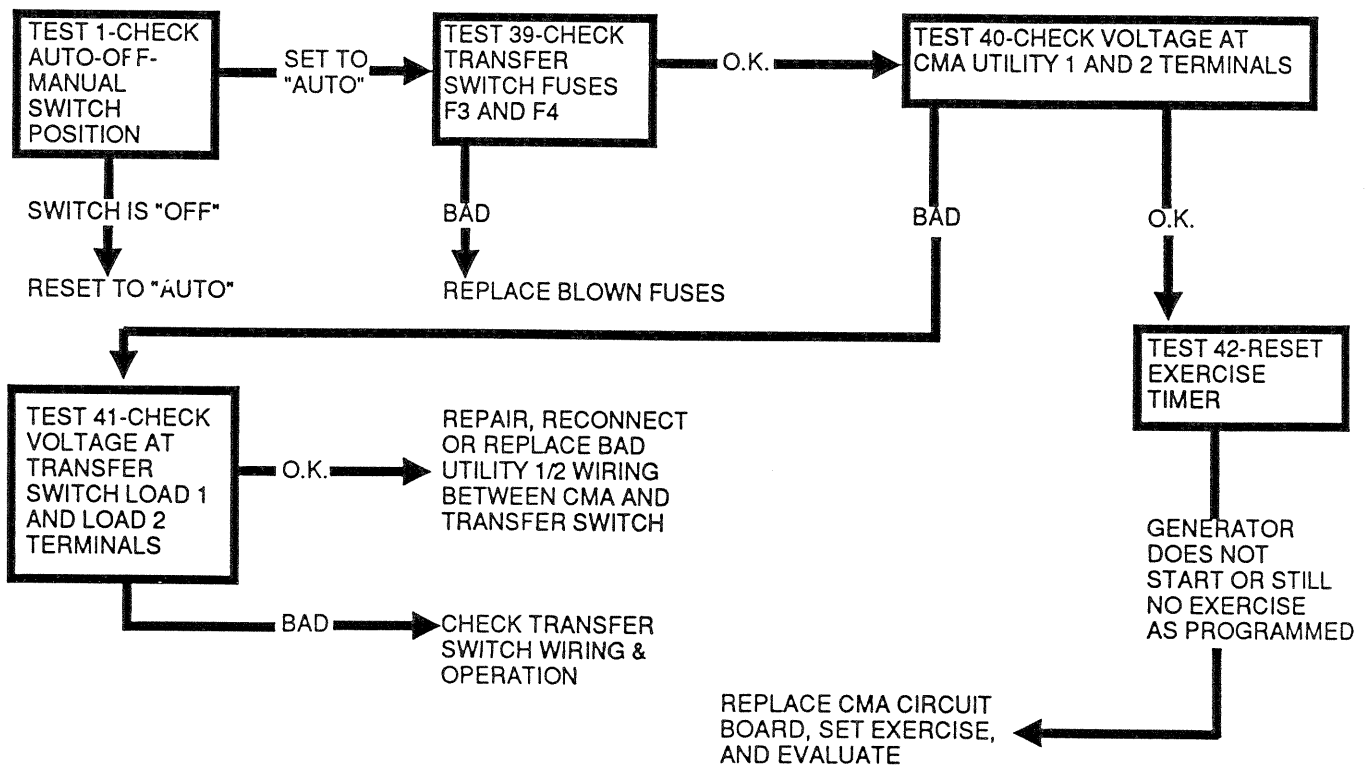 TEST 1-CHECK
AUTO-OFF-
MANUAL
SWITCH
POSITION
SET TO
"AUTO"
TEST 39-CHECK
TRANSFER
SWITCH FUSES
F3 AND F4
O.K.
TEST 40-CHECK VOLTAGE AT
CMA UTILITY 1 AND 2 TERMINALS
SWITCH IS "OFF"
RESET TO "AUTO"
BAD
REPLACE BLOWN FUSES
BAD
O.K.
TEST 42-RESET
EXERCISE
TIMER
TEST 41-CHECK
VOLTAGE AT
TRANSFER
SWITCH LOAD 1
AND LOAD 2
TERMINALS
O.K.
REPAIR, RECONNECT
OR REPLACE BAD
UTILITY 1/2 WIRING
BETWEEN CMA AND
TRANSFER SWITCH
BAD
CHECK TRANSFER
SWITCH WIRING &
OPERATION
GENERATOR
DOES NOT
START OR STILL
NO EXERCISE
AS PROGRAMMED
REPLACE CMA CIRCUIT
BOARD, SET EXERCISE,
AND EVALUATE